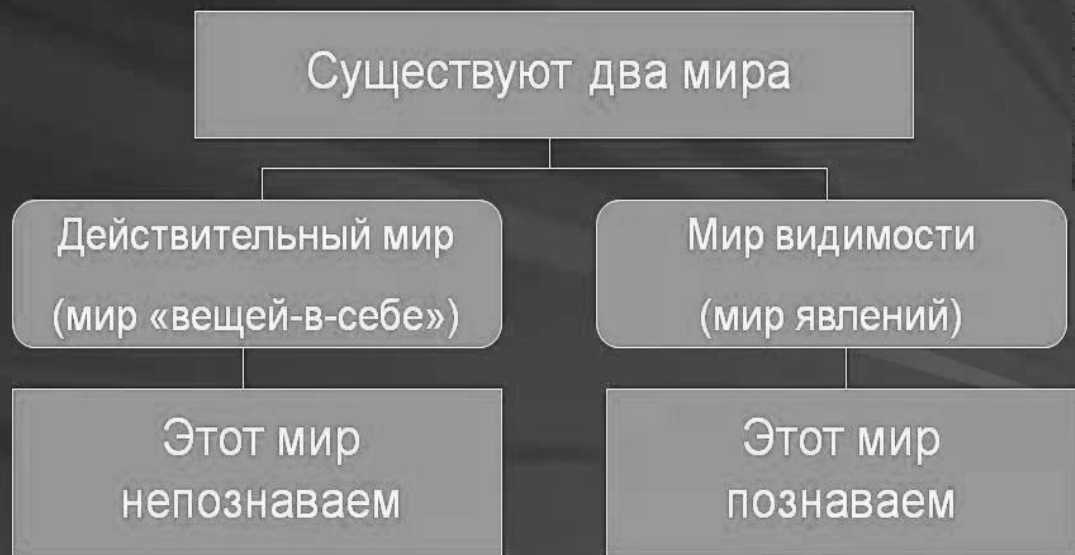 Существуют два мира
Действительный мир
(мир «вещей-в-себе»)
Мир видимости
(мир явлений)
Этот мир
непознаваем
Этот мир
познаваем